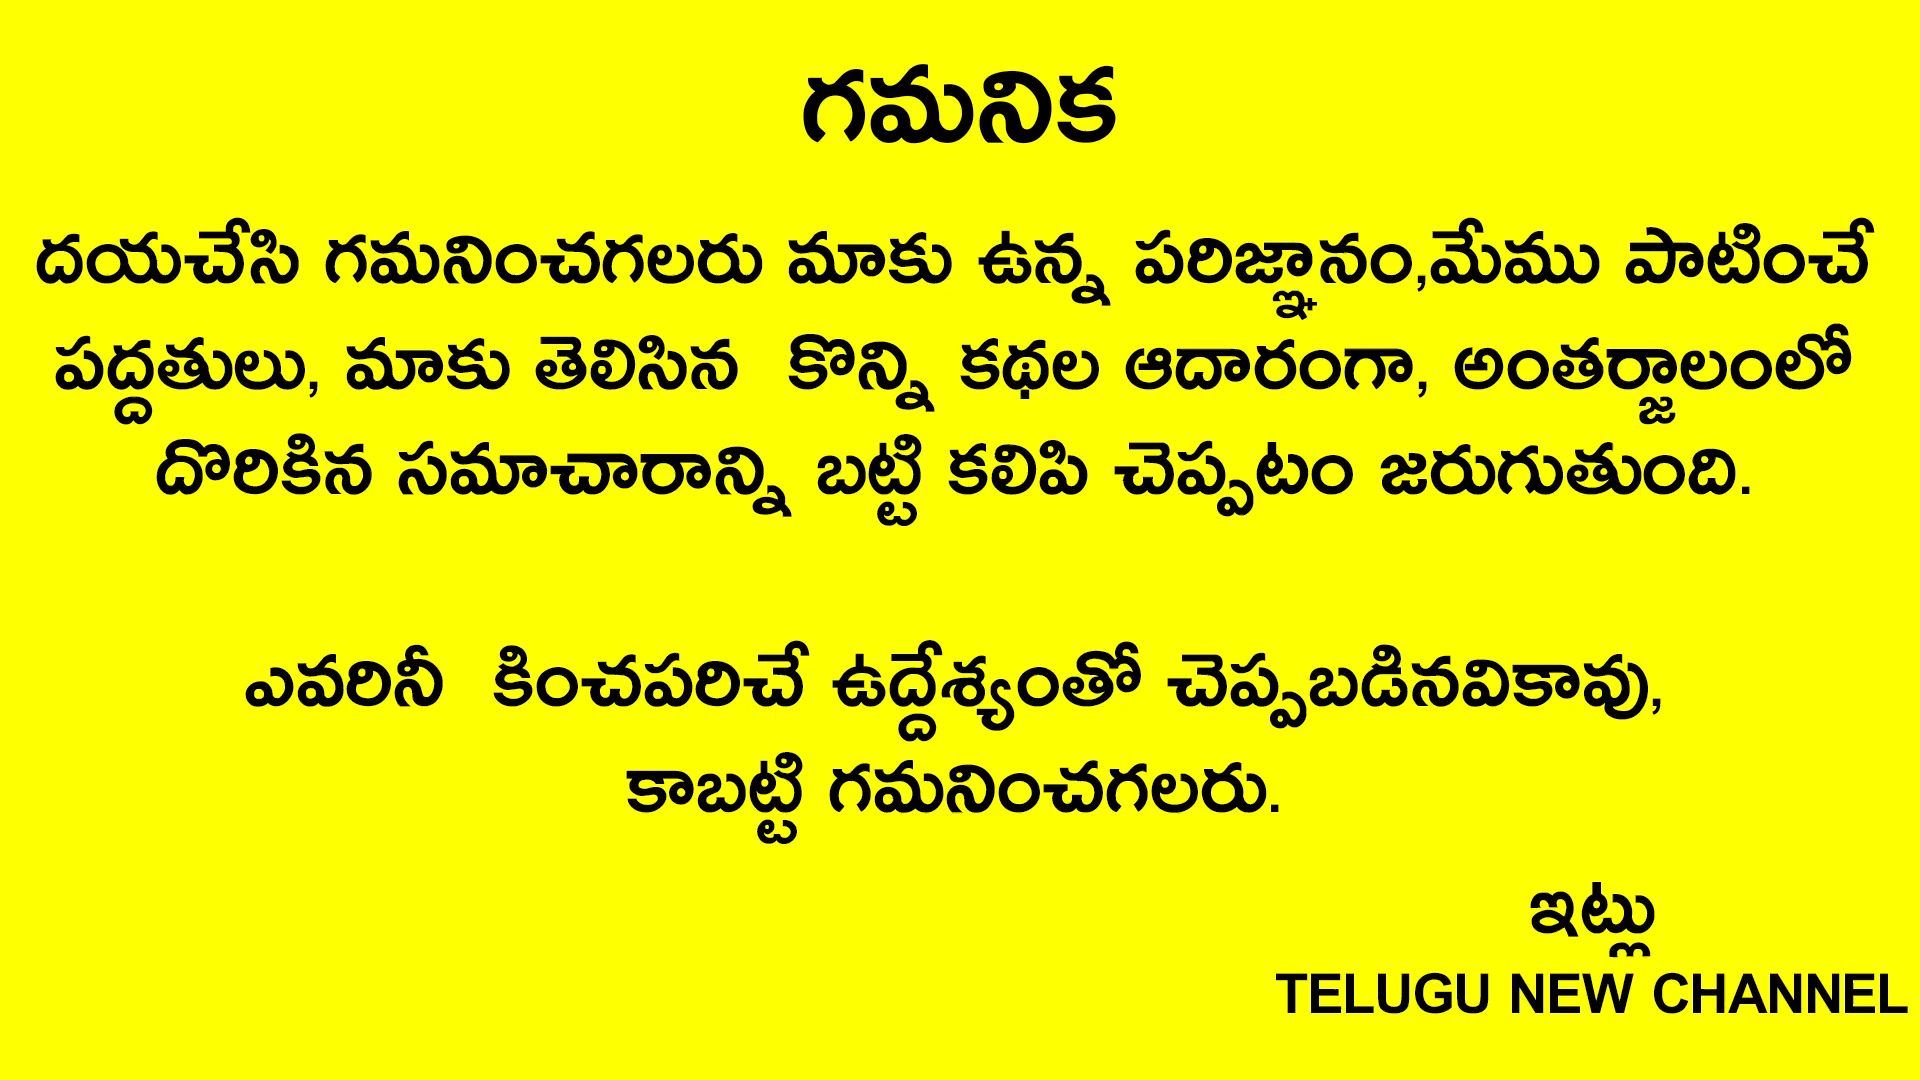 గమనిక
దయచేసి గమనించగలరు మాకు ఉన్న పరిజ్ఞానం,మేము పాటించే
పద్దతులు, మాకు తెలిసిన  కొన్ని కథల ఆదారంగా, అంతర్జాలంలో
దొరికిన సమాచారాన్ని బట్టి కలిపి చెప్పటం జరుగుతుంది.
ఎవరినీ  కించపరిచే ఉద్దేశ్యంతో చెప్పబడినవికావు,
కాబట్టి గమనించగలరు.
ఇట్లు
TELUGU NEW CHANNEL